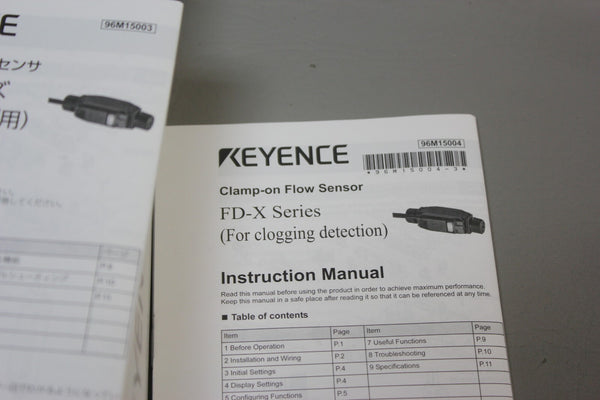 CE
96M15003
センサ
ズ
用)
KEYENCE
96M15004
*96M15004-3*
Clamp-on Flow Sensor
FD-X Series
(For clogging detection)
Instruction Manual
Read this manual before using the product in order to achieve maximum performance.
Keep this manual in a safe place after reading it so that it can be referenced at any time.
■ Table of contents
Item Page Item Page
1 Before Operation P.1 7 Useful Functions P.9
2 Installation and Wiring P.2 8 Troubleshooting P.10
3 Initial Settings P.4 9 Specifications P.11
4 Display Settings P.4
5 Configuring Functions P.5